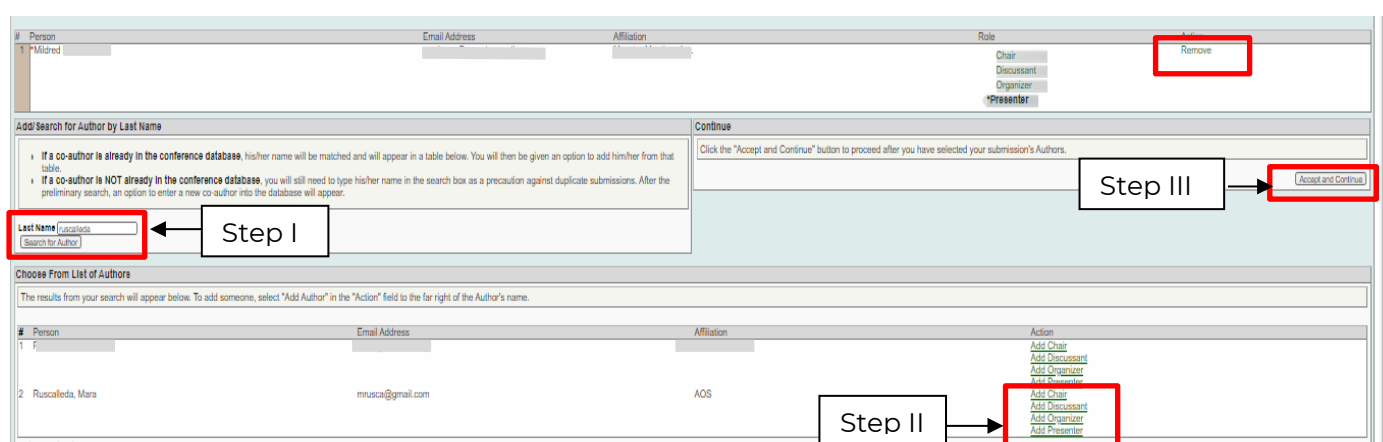 # Person Email Address Affiliation Role Action
1 *Mildred Remove
Chair
Discussant
Organizer
*Presenter
Add/Search for Author by Last Name
If a co-author is already in the conference database, his/her name will be matched and will appear in a table below. You will then be given an option to add him/her from that
table.
If a co-author is NOT already in the conference database, you will still need to type his/her name in the search box as a precaution against duplicate submissions. After the
preliminary search, an option to enter a new co-author into the database will appear.
Last Name ruscalleda
Search for Author
Step I
Continue
Click the "Accept and Continue" button to proceed after you have selected your submission's Authors.
Step III
Accept and Continue
Choose From List of Authors
The results from your search will appear below. To add someone, select "Add Author" in the "Action" field to the far right of the Author's name.
# Person Email Address Affiliation Action
1 Add Chair
Add Discussant
Add Organizer
Add Presenter
2 Ruscalleda, Mara mrusca@gmail.com AOS Add Chair
Add Discussant
Add Organizer
Add Presenter
Step II